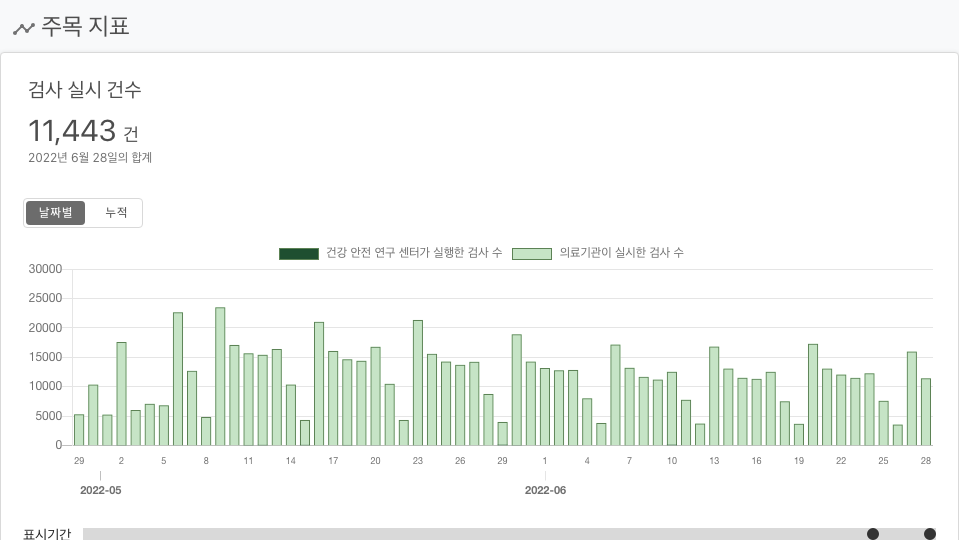 주목 지표
검사 실시 건수
11,443 건
2022년 6월 28일의 합계
날짜별 누적
건강 안전 연구 센터가 실행한 검사 수 의료기관이 실시한 검사 수
30000
25000
20000
15000
10000
5000
0
29 2 5 8 11 14 17 20 23 26 29 1 4 7 10 13 16 19 22 25 28
2022-05 2022-06
표시기간